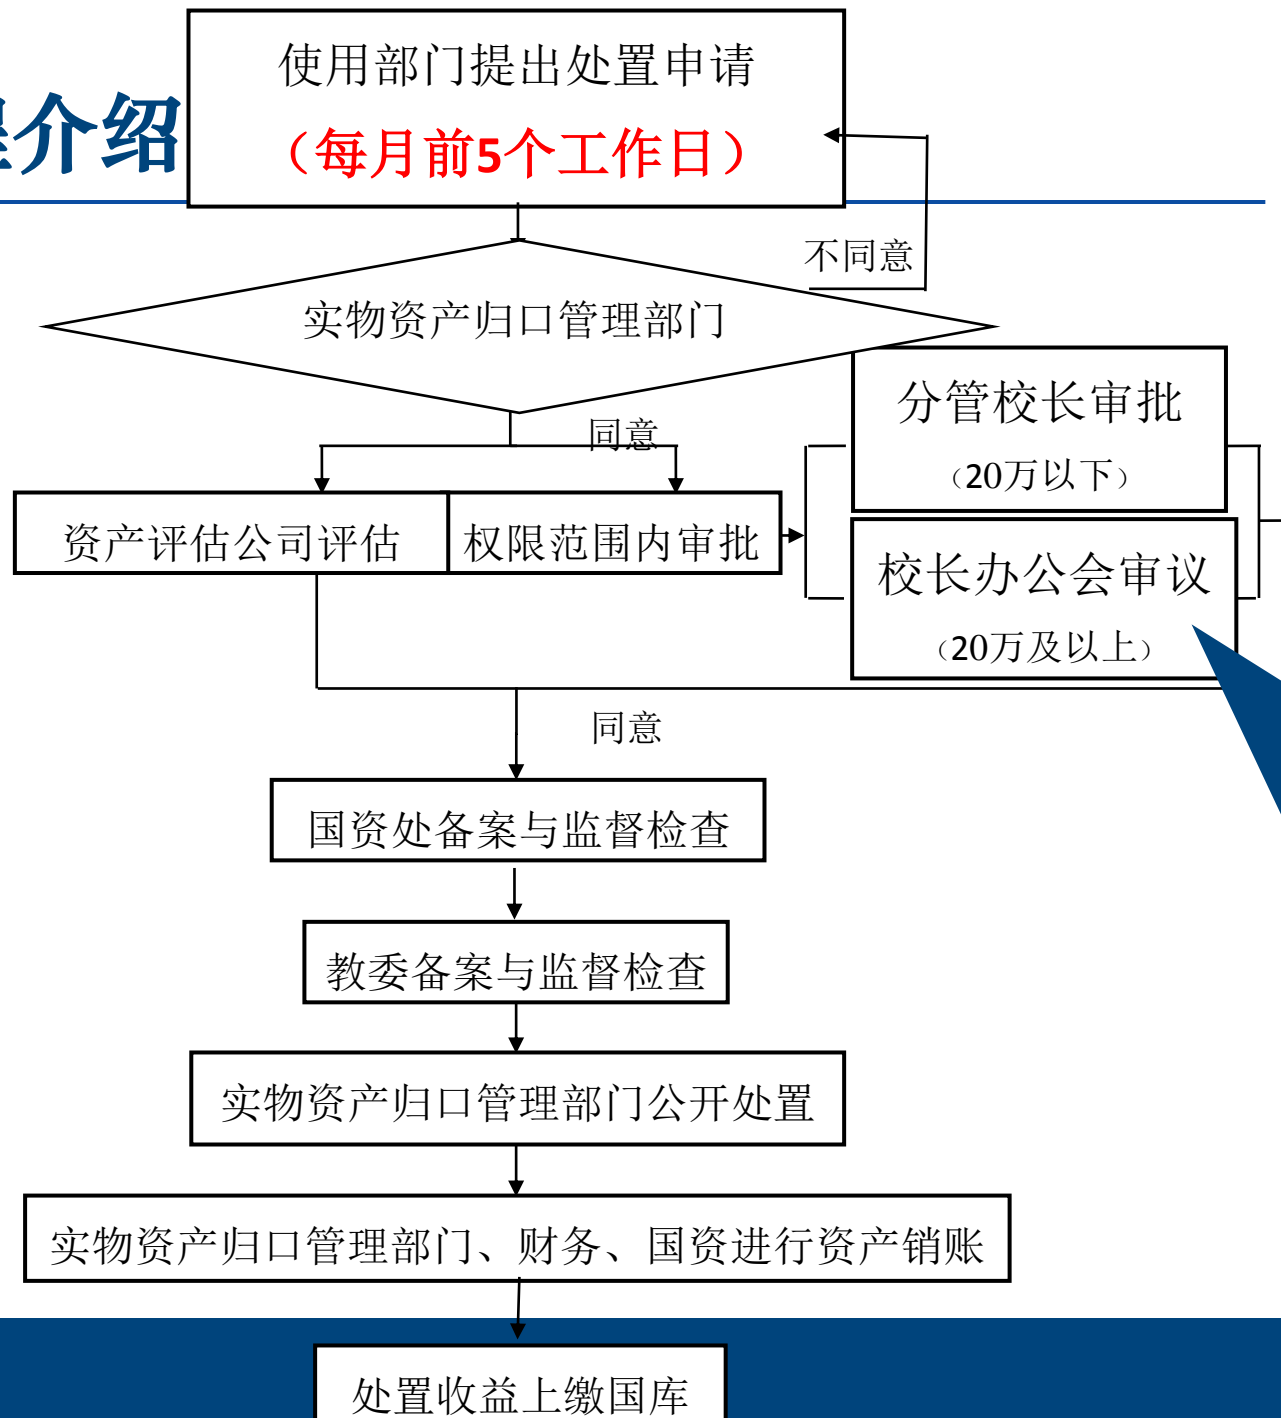 使用部门提出处置申请
（每月前5个工作日）
介绍
不同意
实物资产归口管理部门
分管校长审批
（20万以下）
同意
资产评估公司评估
权限范围内审批
校长办公会审议
（20万及以上）
同意
国资处备案与监督检查
教委备案与监督检查
实物资产归口管理部门公开处置
实物资产归口管理部门、财务、国资进行资产销账
处置收益上缴国库